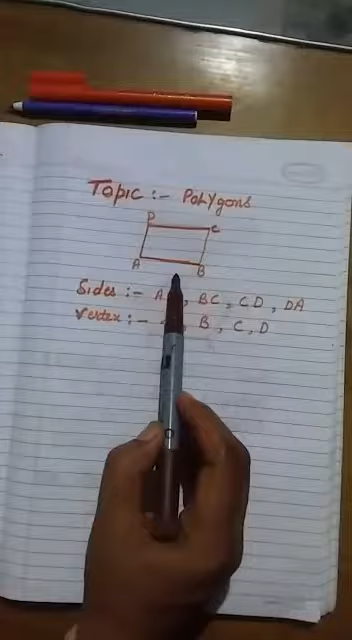 Topic :- Polygons
D C
A B
Sides :- A , BC , CD , DA
Vertex :- , B , C , D